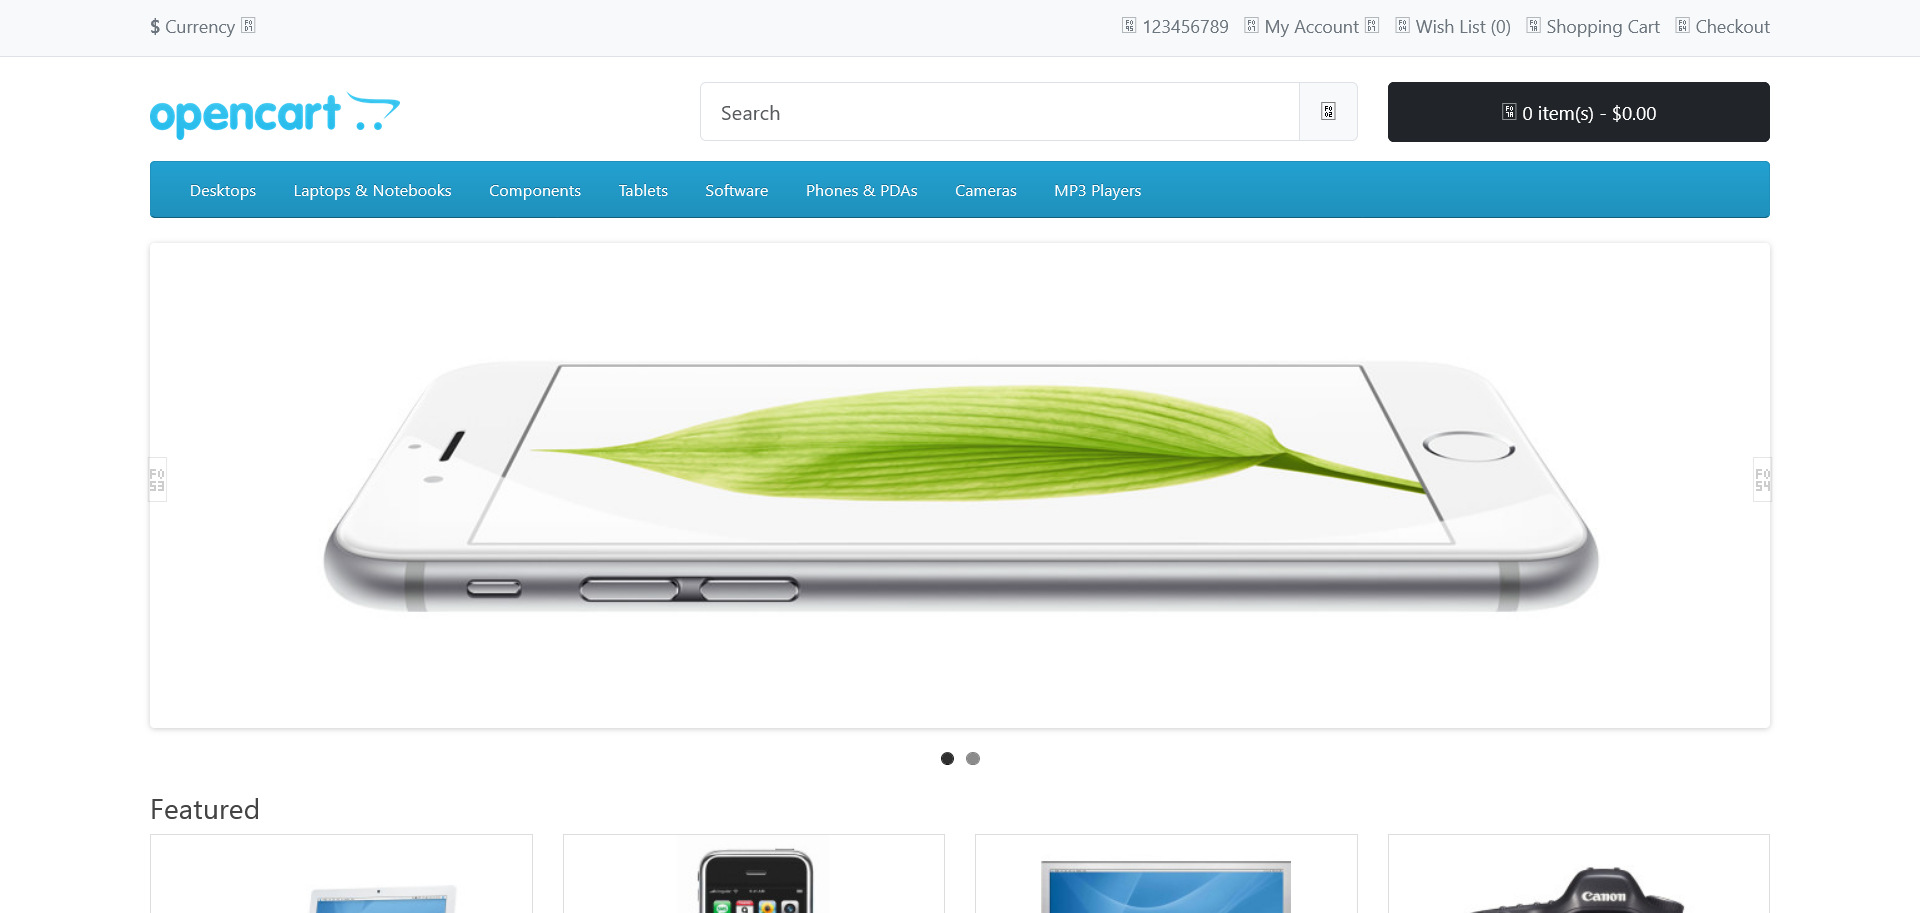 $ Currency
123456789 My Account Wish List (0) Shopping Cart Checkout
opencart
Search
0 item(s) - $0.00
Desktops Laptops & Notebooks Components Tablets Software Phones & PDAs Cameras MP3 Players
Featured
Canon